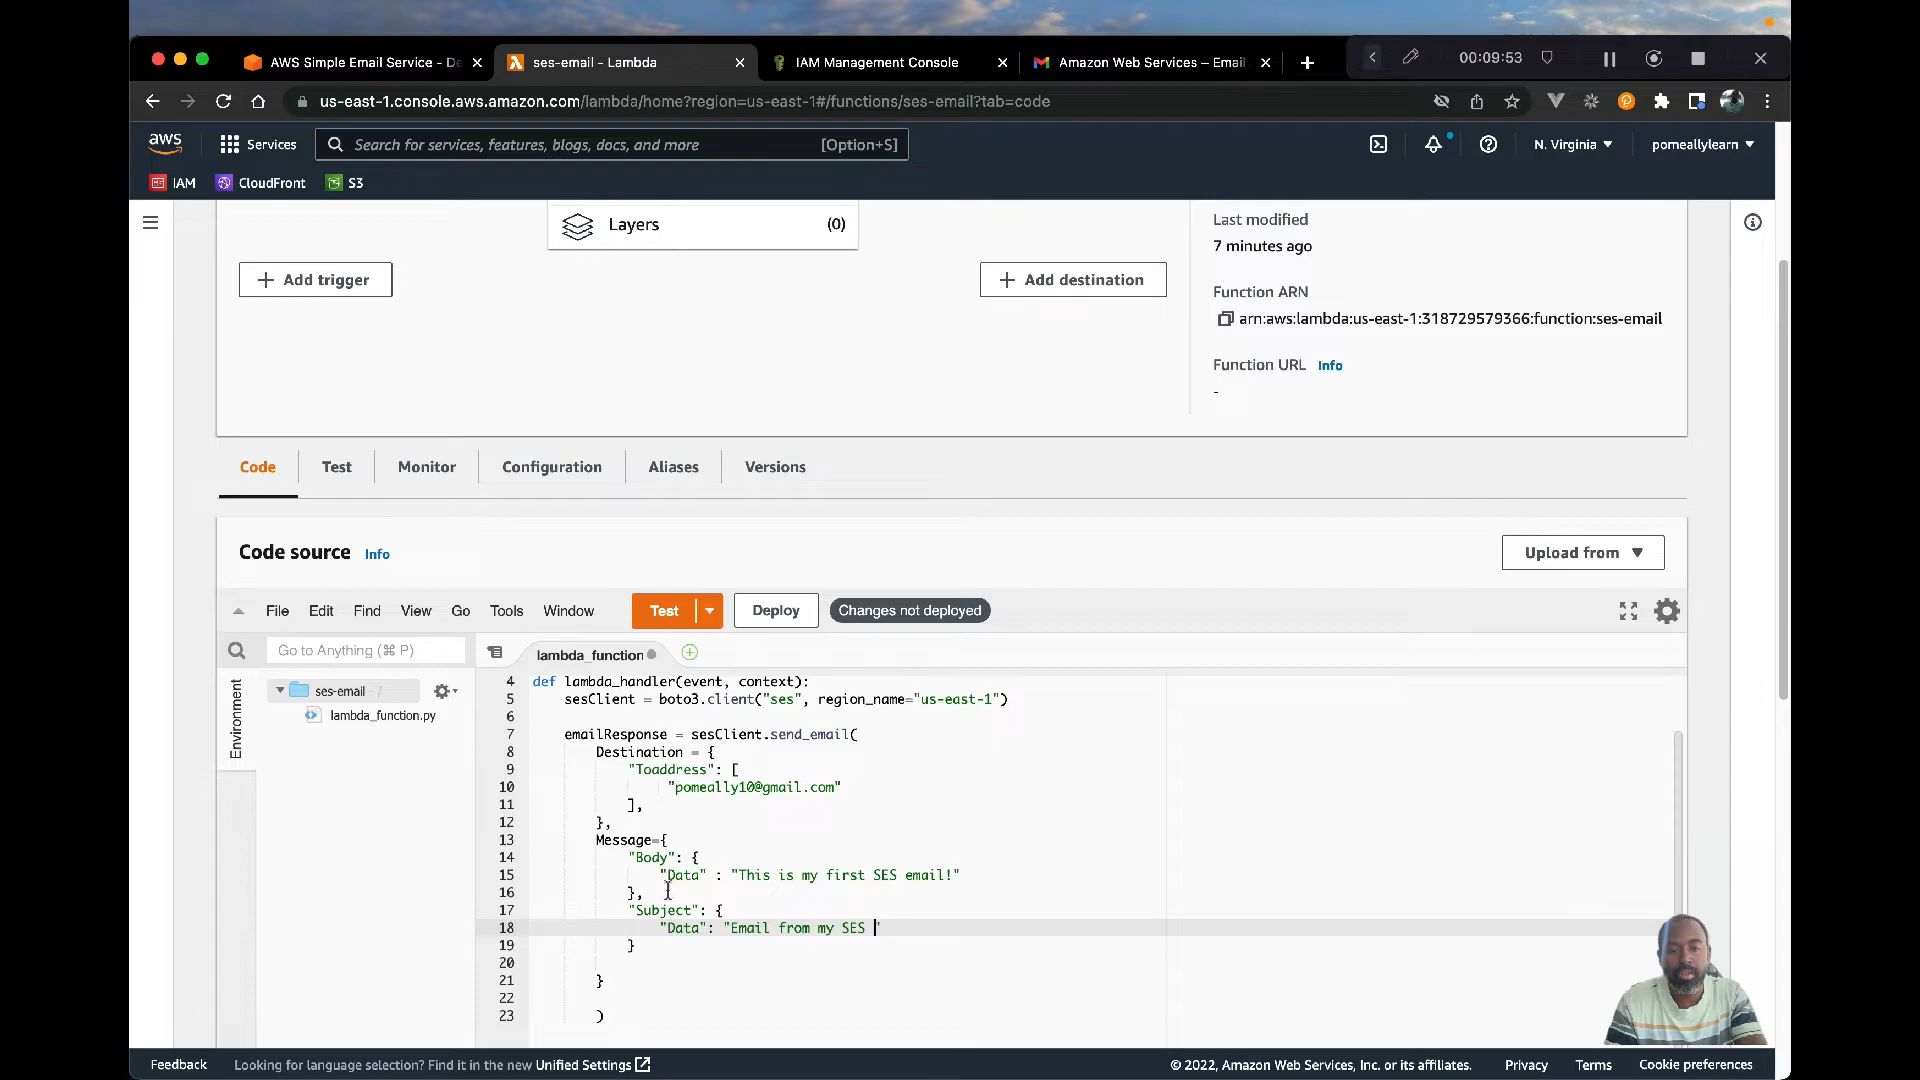 AWS Simple Email Service - De
ses-email - Lambda
IAM Management Console
Amazon Web Services – Email
00:09:53
us-east-1.console.aws.amazon.com/lambda/home?region=us-east-1#/functions/ses-email?tab=code
aws
Services
Search for services, features, blogs, docs, and more
[Option+S]
N. Virginia
pomeallylearn
IAM
CloudFront
S3
Layers
(0)
Last modified
7 minutes ago
Add trigger
Add destination
Function ARN
arn:aws:lambda:us-east-1:318729579366:function:ses-email
Function URL Info
-
Code
Test
Monitor
Configuration
Aliases
Versions
Code source Info
Upload from
File Edit Find View Go Tools Window
Test
Deploy
Changes not deployed
Go to Anything (⌘ P)
lambda_function
Environment
ses-email - /
lambda_function.py
4 def lambda_handler(event, context):
5 sesClient = boto3.client("ses", region_name="us-east-1")
6
7 emailResponse = sesClient.send_email(
8 Destination = {
9 "Toaddress": [
10 "pomeally10@gmail.com"
11 ],
12 },
13 Message={
14 "Body": {
15 "Data" : "This is my first SES email!"
16 },
17 "Subject": {
18 "Data": "Email from my SES "
19 }
20
21 }
22
23 )
Feedback
Looking for language selection? Find it in the new Unified Settings
© 2022, Amazon Web Services, Inc. or its affiliates.
Privacy
Terms
Cookie preferences